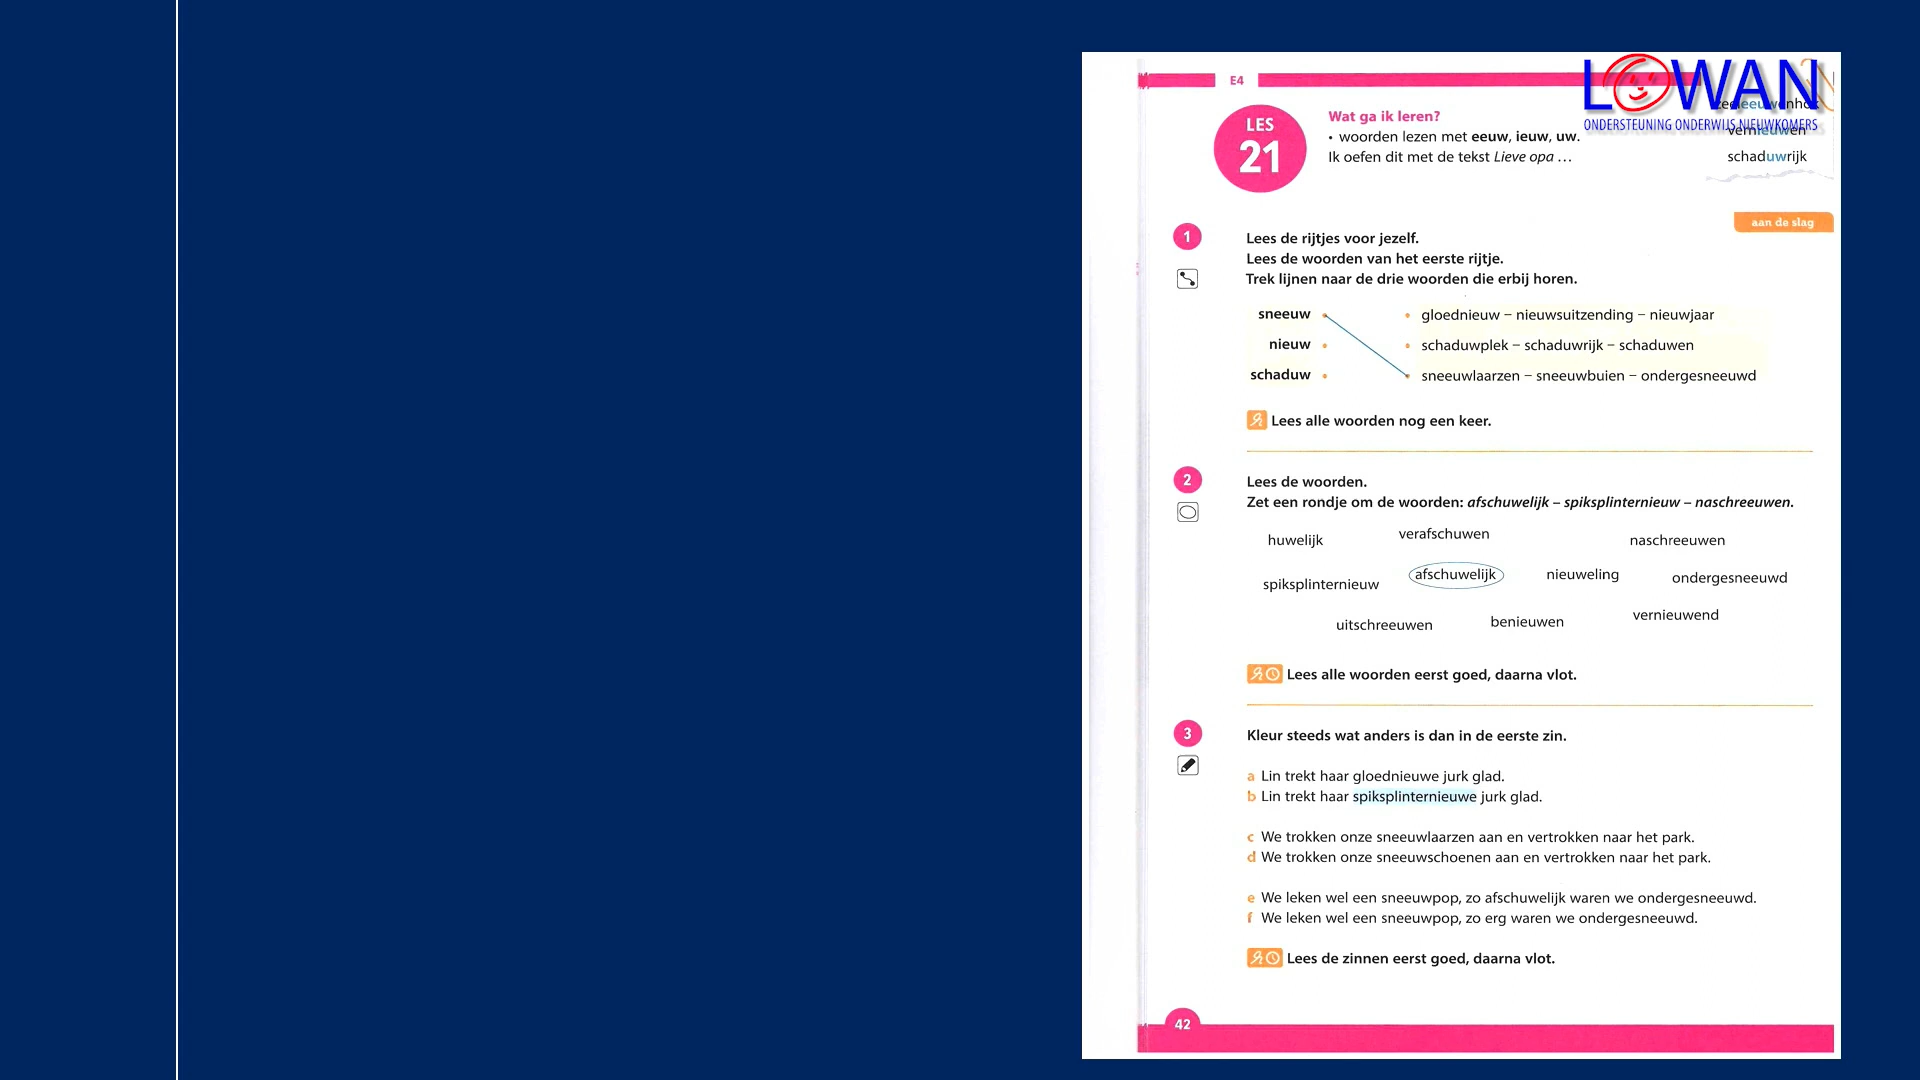 E4
LOWAN
ONDERSTEUNING ONDERWIJS NIEUWKOMERS
LES
21
Wat ga ik leren?
• woorden lezen met eeuw, ieuw, uw.
Ik oefen dit met de tekst Lieve opa …
vernieuwen
schaduwrijk
aan de slag
1
Lees de rijtjes voor jezelf.
Lees de woorden van het eerste rijtje.
Trek lijnen naar de drie woorden die erbij horen.
sneeuw gloednieuw – nieuwsuitzending – nieuwjaar
nieuw schaduwplek – schaduwrijk – schaduwen
schaduw sneeuwlaarzen – sneeuwbuien – ondergesneeuwd
Lees alle woorden nog een keer.
2
Lees de woorden.
Zet een rondje om de woorden: afschuwelijk – spiksplinternieuw – naschreeuwen.
huwelijk verafschuwen naschreeuwen
spiksplinternieuw afschuwelijk nieuweling ondergesneeuwd
uitschreeuwen benieuwen vernieuwend
Lees alle woorden eerst goed, daarna vlot.
3
Kleur steeds wat anders is dan in de eerste zin.
a Lin trekt haar gloednieuwe jurk glad.
b Lin trekt haar spiksplinternieuwe jurk glad.
c We trokken onze sneeuwlaarzen aan en vertrokken naar het park.
d We trokken onze sneeuwschoenen aan en vertrokken naar het park.
e We leken wel een sneeuwpop, zo afschuwelijk waren we ondergesneeuwd.
f We leken wel een sneeuwpop, zo erg waren we ondergesneeuwd.
Lees de zinnen eerst goed, daarna vlot.
42